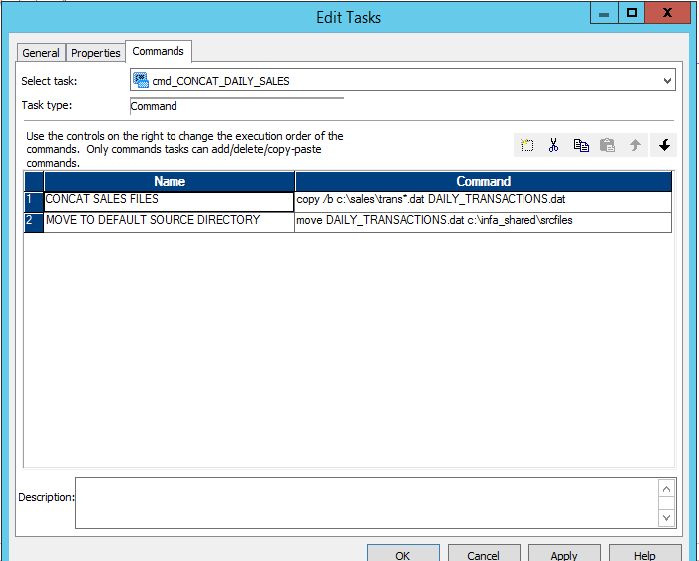 Edit Tasks
General Properties Commands
Select task: cmd_CONCAT_DAILY_SALES
Task type: Command
Use the controls on the right to change the execution order of the
commands. Only commands tasks can add/delete/copy-paste
commands.
Name Command
1 CONCAT SALES FILES copy /b c:\sales\trans*.dat DAILY_TRANSACTIONS.dat
2 MOVE TO DEFAULT SOURCE DIRECTORY move DAILY_TRANSACTIONS.dat c:\infa_shared\srcfiles
Description:
OK Cancel Apply Help